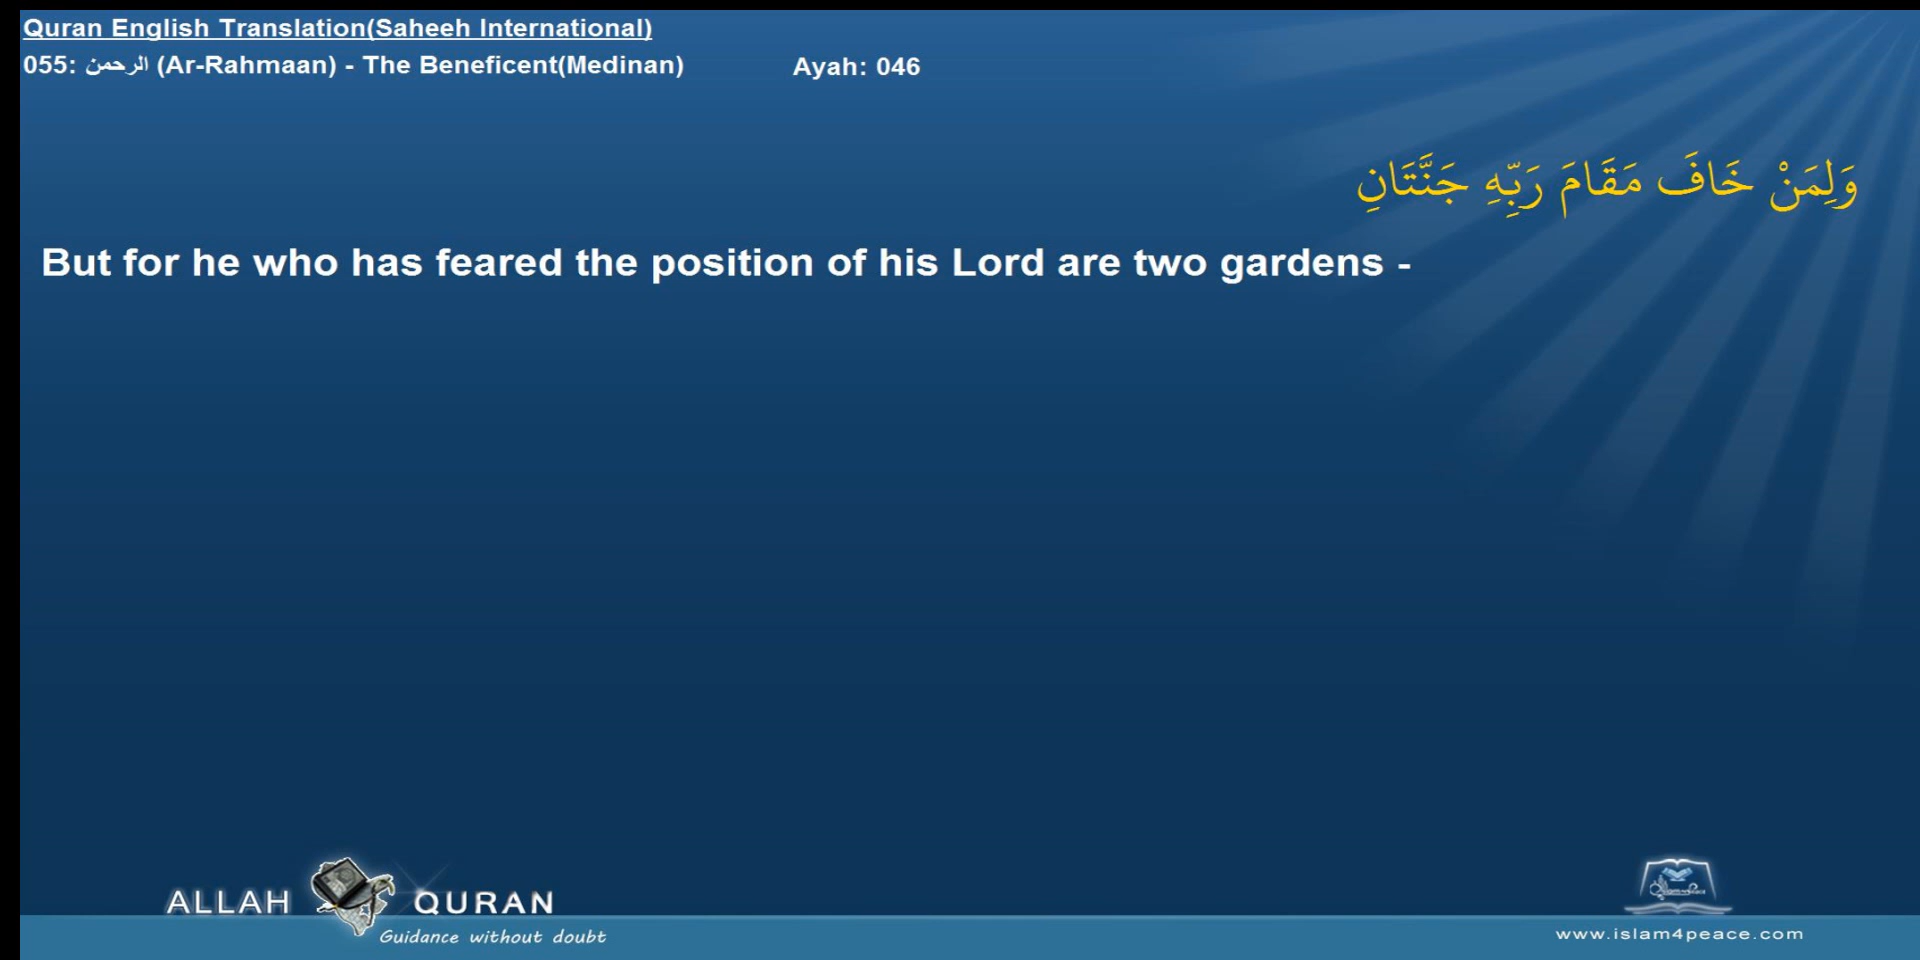 Quran English Translation(Saheeh International)
055: الرحمن (Ar-Rahmaan) - The Beneficent(Medinan) Ayah: 046
وَلِمَنْ خَافَ مَقَامَ رَبِّهِ جَنَّتَانِ
But for he who has feared the position of his Lord are two gardens -
ALLAH QURAN
Guidance without doubt
www.islam4peace.com